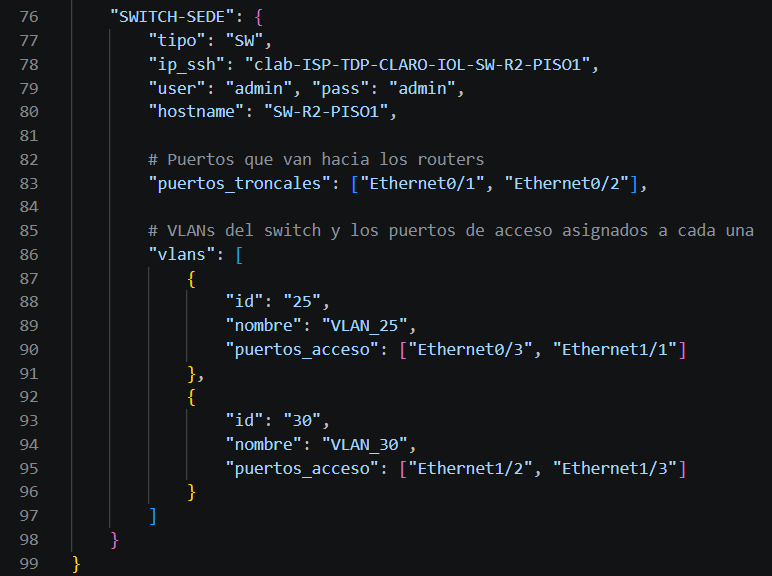 76 "SWITCH-SEDE": {
77 "tipo": "SW",
78 "ip_ssh": "clab-ISP-TDP-CLARO-IOL-SW-R2-PISO1",
79 "user": "admin", "pass": "admin",
80 "hostname": "SW-R2-PISO1",
81
82 # Puertos que van hacia los routers
83 "puertos_troncales": ["Ethernet0/1", "Ethernet0/2"],
84
85 # VLANs del switch y los puertos de acceso asignados a cada una
86 "vlans": [
87 {
88 "id": "25",
89 "nombre": "VLAN_25",
90 "puertos_acceso": ["Ethernet0/3", "Ethernet1/1"]
91 },
92 {
93 "id": "30",
94 "nombre": "VLAN_30",
95 "puertos_acceso": ["Ethernet1/2", "Ethernet1/3"]
96 }
97 ]
98 }
99 }